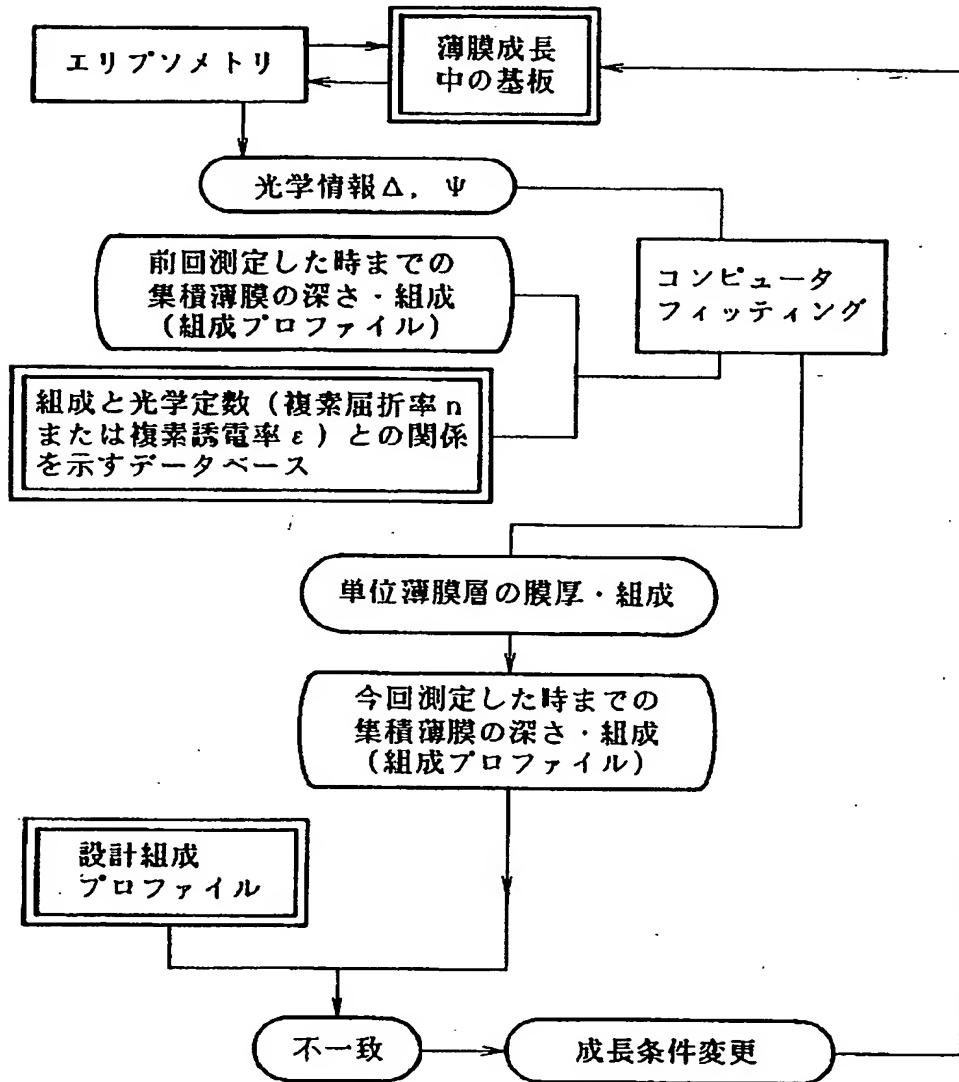 エリプソメトリ
薄膜成長
中の基板
光学情報Δ, Ψ
前回測定した時までの
集積薄膜の深さ・組成
(組成プロファイル)
コンピュータ
フィッティング
組成と光学定数(複素屈折率n
または複素誘電率ε)との関係
を示すデータベース
単位薄膜層の膜厚・組成
今回測定した時までの
集積薄膜の深さ・組成
(組成プロファイル)
設計組成
プロファイル
不一致
成長条件変更